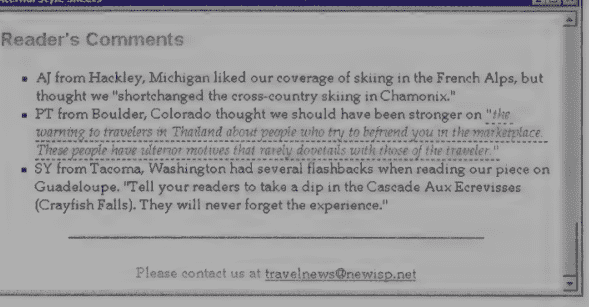 Reader's Comments
AJ from Hackley, Michigan liked our coverage of skiing in the French Alps, but
thought we "shortchanged the cross-country skiing in Chamonix."
PT from Boulder, Colorado thought we should have been stronger on "the
warning to travelers in Thailand about people who try to befriend you in the marketplace.
These people have ulterior motives that rarely dovetails with those of the traveler."
SY from Tacoma, Washington had several flashbacks when reading our piece on
Guadeloupe. "Tell your readers to take a dip in the Cascade Aux Ecrevisses
(Crayfish Falls). They will never forget the experience."
Please contact us at travelnews@newisp.net